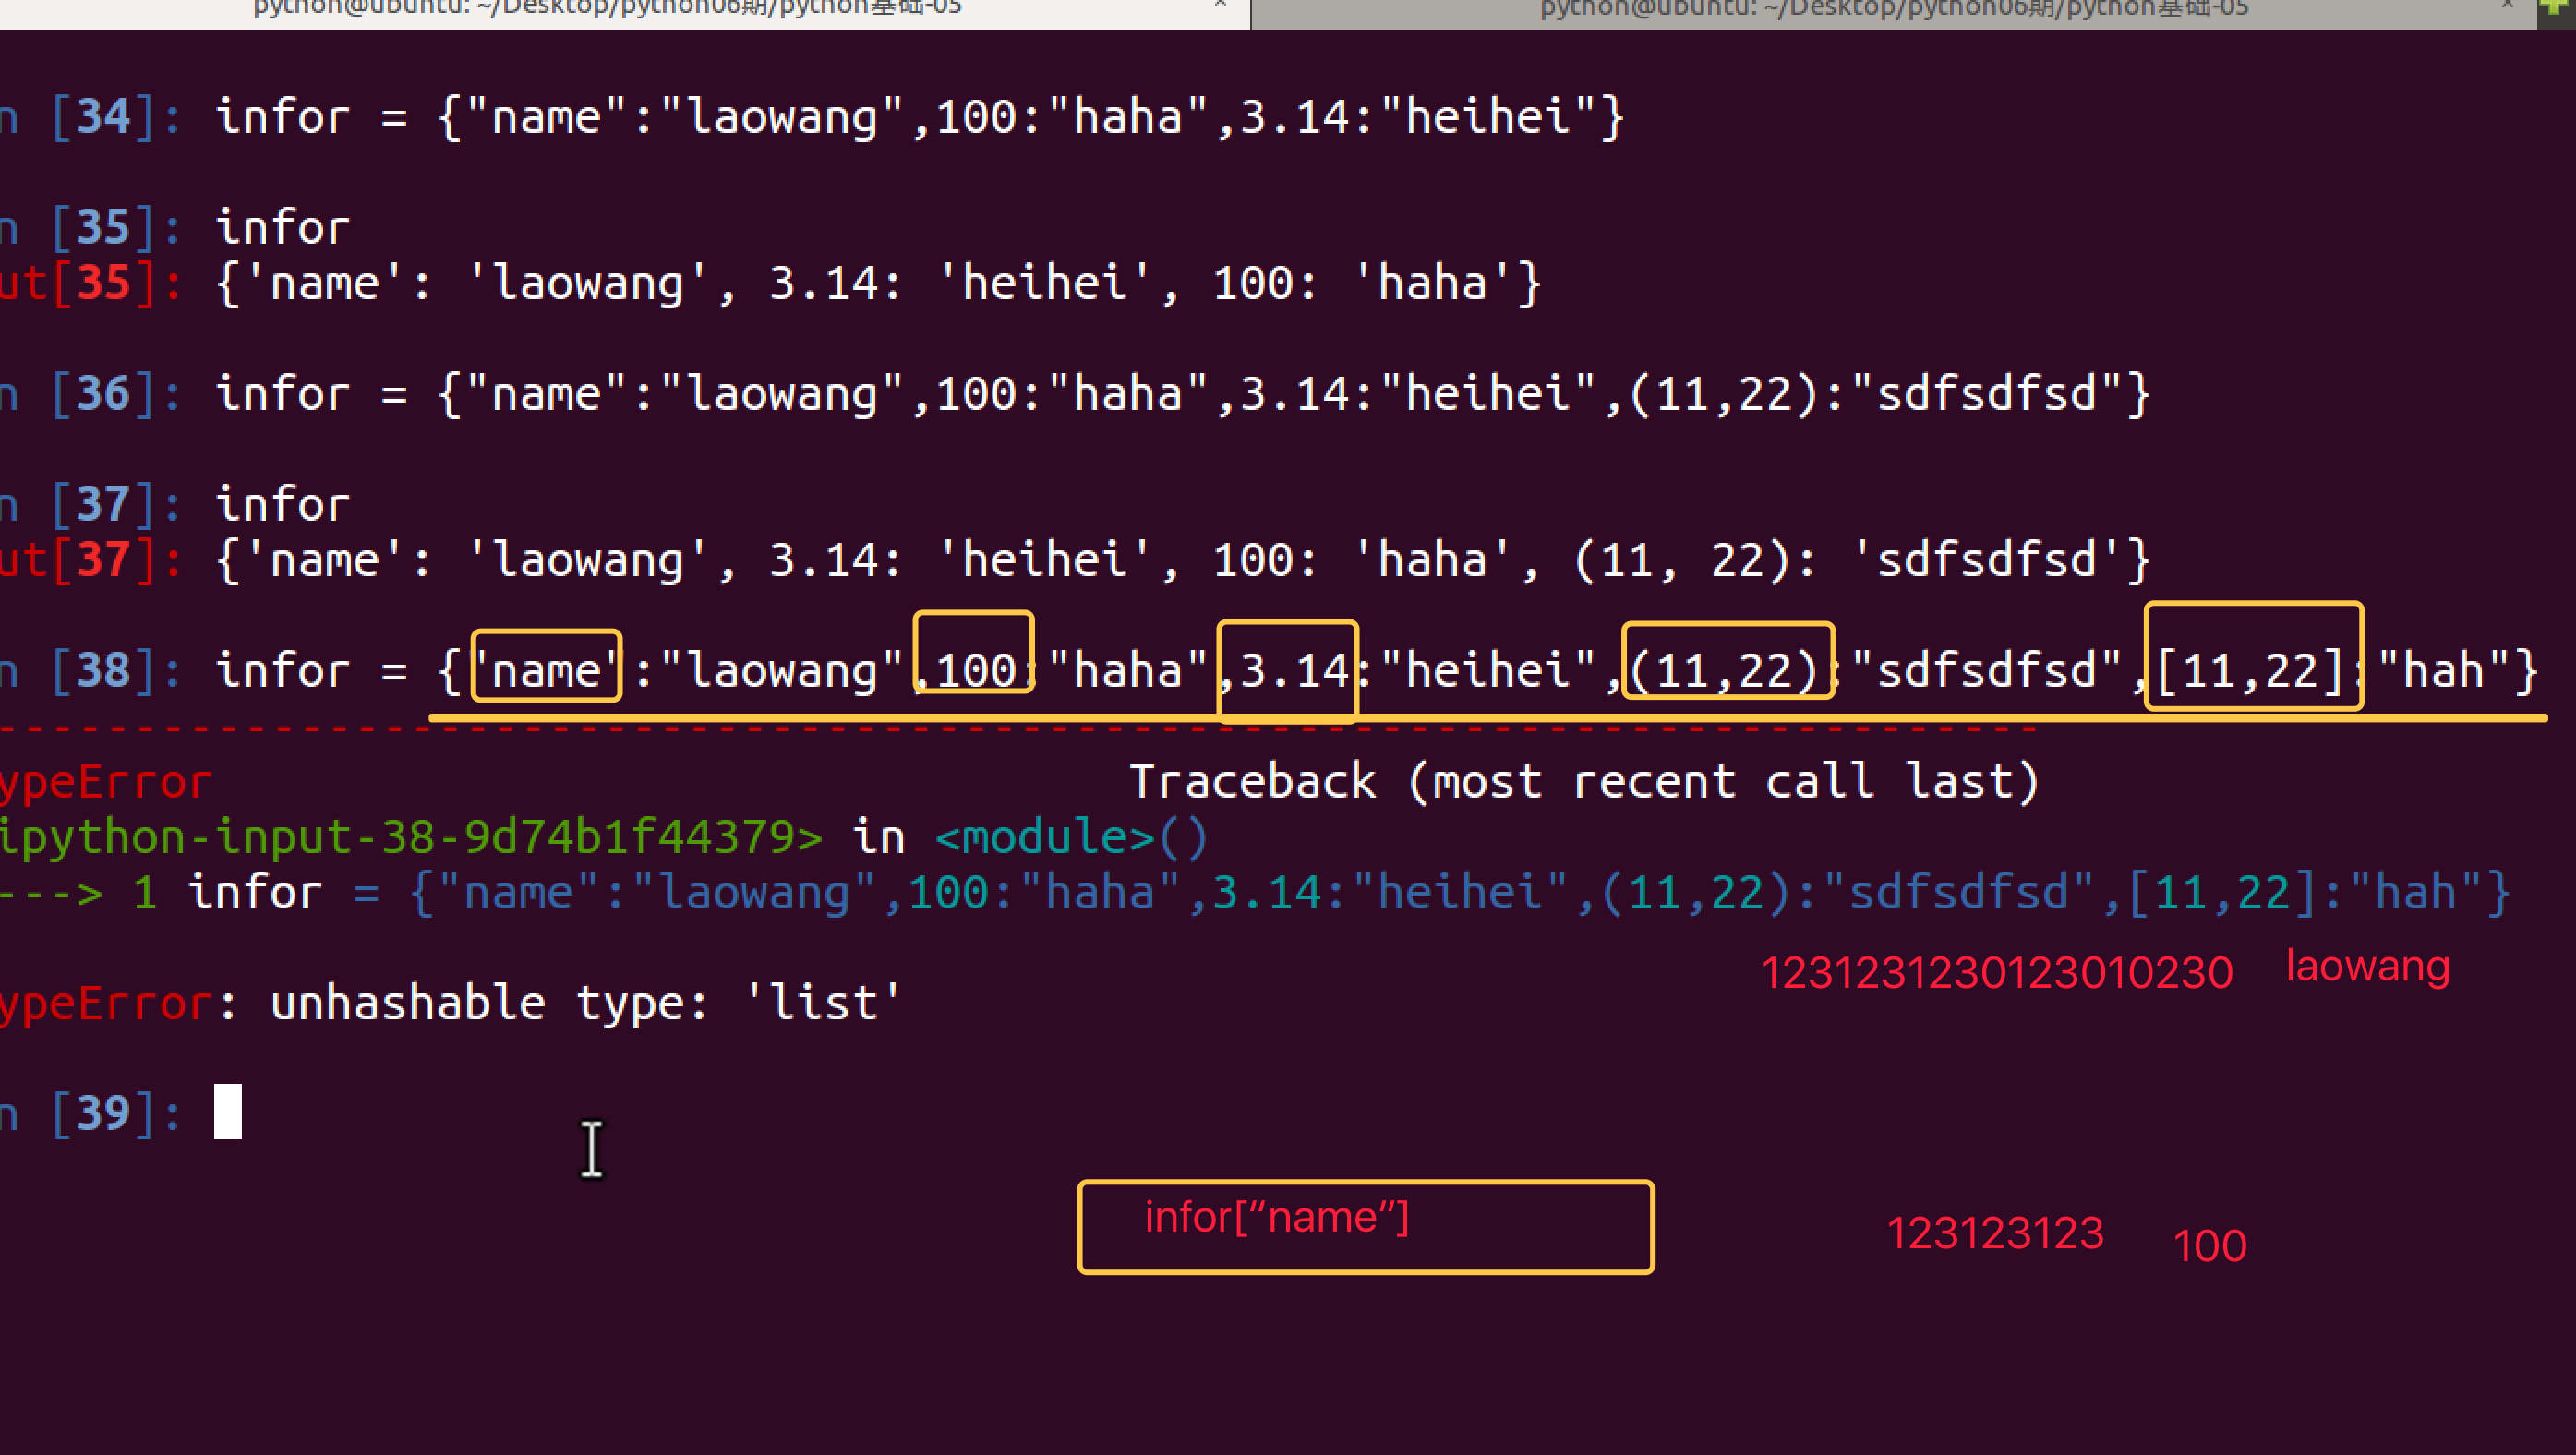 python@ubuntu: ~/Desktop/python06期/python基础-05 × python@ubuntu: ~/Desktop/python06期/python基础-05 ×
n [34]: infor = {"name":"laowang",100:"haha",3.14:"heihei"}
n [35]: infor
ut[35]: {'name': 'laowang', 3.14: 'heihei', 100: 'haha'}
n [36]: infor = {"name":"laowang",100:"haha",3.14:"heihei",(11,22):"sdfsdfsd"}
n [37]: infor
ut[37]: {'name': 'laowang', 3.14: 'heihei', 100: 'haha', (11, 22): 'sdfsdfsd'}
n [38]: infor = {"name":"laowang",100:"haha",3.14:"heihei",(11,22):"sdfsdfsd",[11,22]:"hah"}
---------------------------------------------------------------------------
ypeError Traceback (most recent call last)
ipython-input-38-9d74b1f44379> in <module>()
---> 1 infor = {"name":"laowang",100:"haha",3.14:"heihei",(11,22):"sdfsdfsd",[11,22]:"hah"}
1231231230123010230 laowang
ypeError: unhashable type: 'list'
n [39]:
infor["name"]
123123123 100